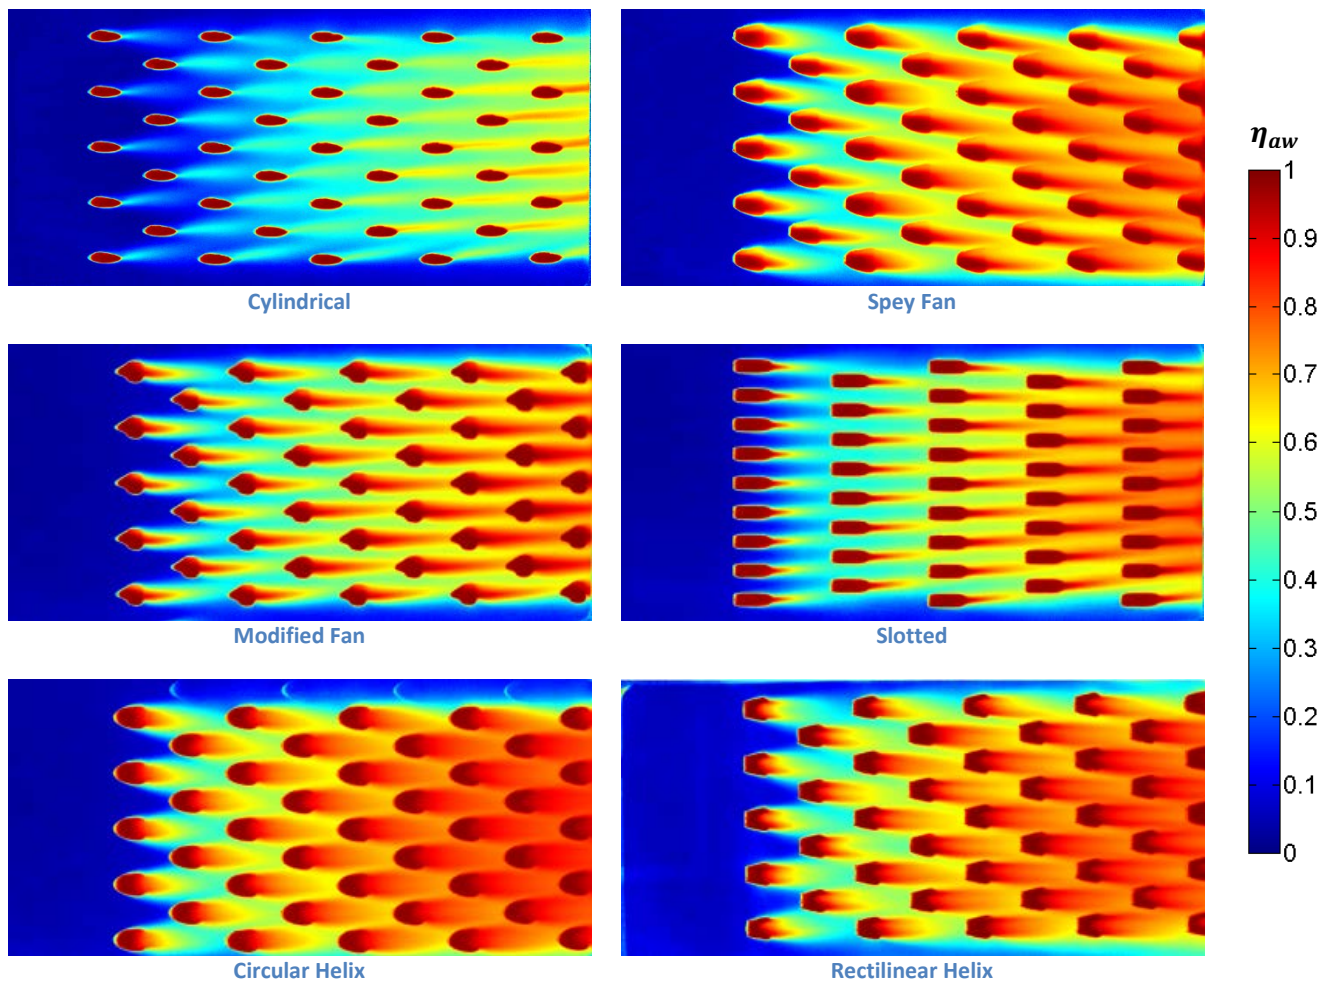 Cylindrical
Spey Fan
Modified Fan
Slotted
Circular Helix
Rectilinear Helix
η_aw
1
0.9
0.8
0.7
0.6
0.5
0.4
0.3
0.2
0.1
0